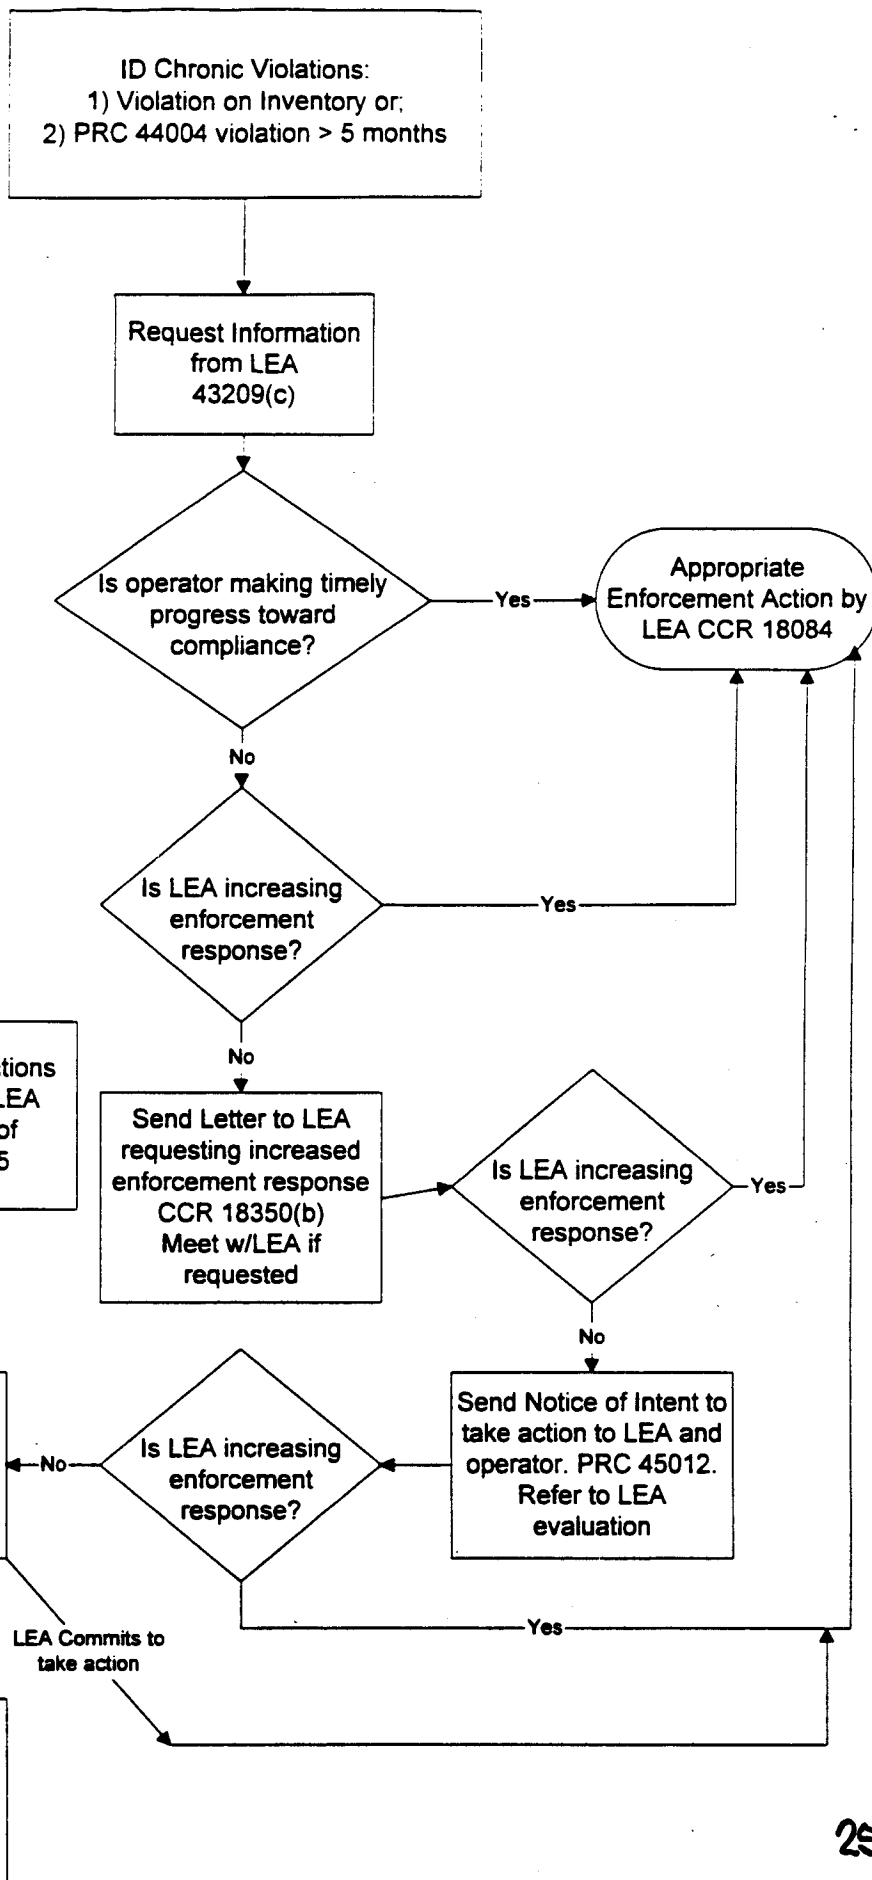 ID Chronic Violations:
1) Violation on Inventory or;
2) PRC 44004 violation > 5 months
Request Information
from LEA
43209(c)
Is operator making timely
progress toward
compliance?
Yes
Appropriate
Enforcement Action by
LEA CCR 18084
No
Is LEA increasing
enforcement
response?
Yes
No
LEA
of
5
Send Letter to LEA
requesting increased
enforcement response
CCR 18350(b)
Meet w/LEA if
requested
Is LEA increasing
enforcement
response?
Yes
No
Send Notice of Intent to
take action to LEA and
operator. PRC 45012.
Refer to LEA
evaluation
Is LEA increasing
enforcement
response?
No
Yes
LEA Commits to
take action